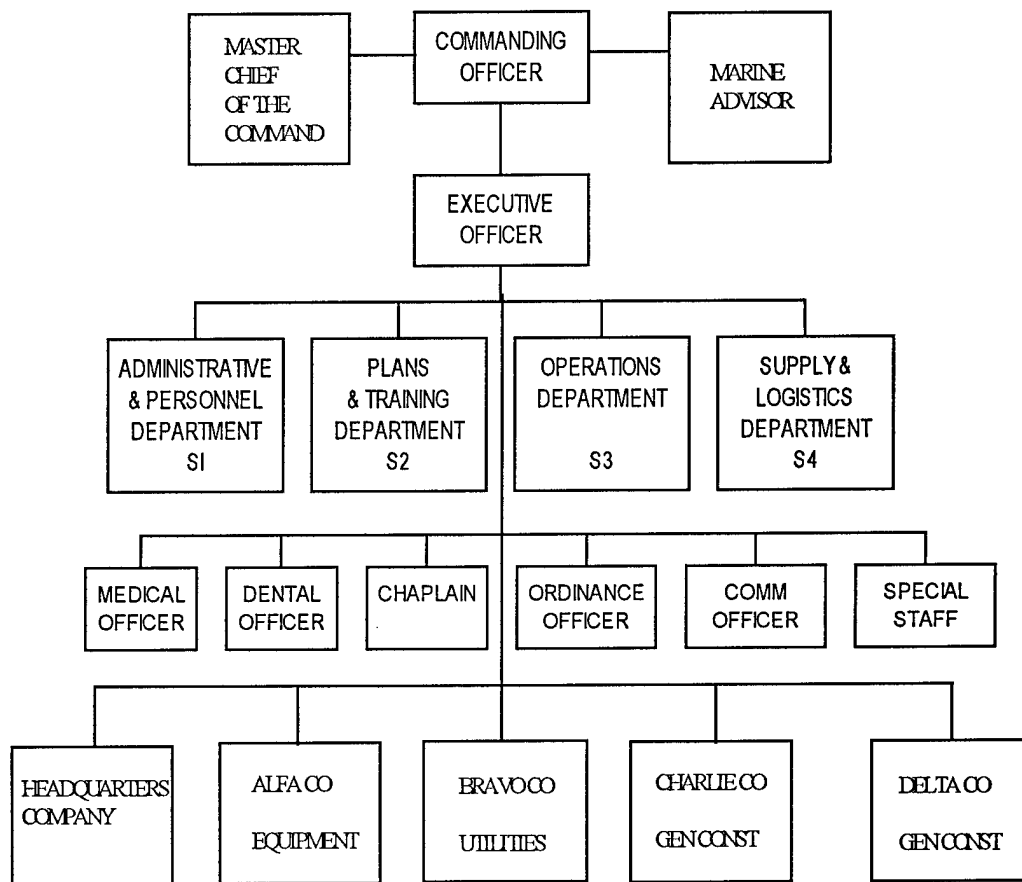 MASTER
CHIEF
OF THE
COMMAND
COMMANDING
OFFICER
MARINE
ADVISOR
EXECUTIVE
OFFICER
ADMINISTRATIVE
& PERSONNEL
DEPARTMENT
S1
PLANS
& TRAINING
DEPARTMENT
S2
OPERATIONS
DEPARTMENT
S3
SUPPLY &
LOGISTICS
DEPARTMENT
S4
MEDICAL
OFFICER
DENTAL
OFFICER
CHAPLAIN
ORDINANCE
OFFICER
COMM
OFFICER
SPECIAL
STAFF
HEADQUARTERS
COMPANY
ALFA CO
EQUIPMENT
BRAVO CO
UTILITIES
CHARLIE CO
GEN CONST
DELTA CO
GEN CONST